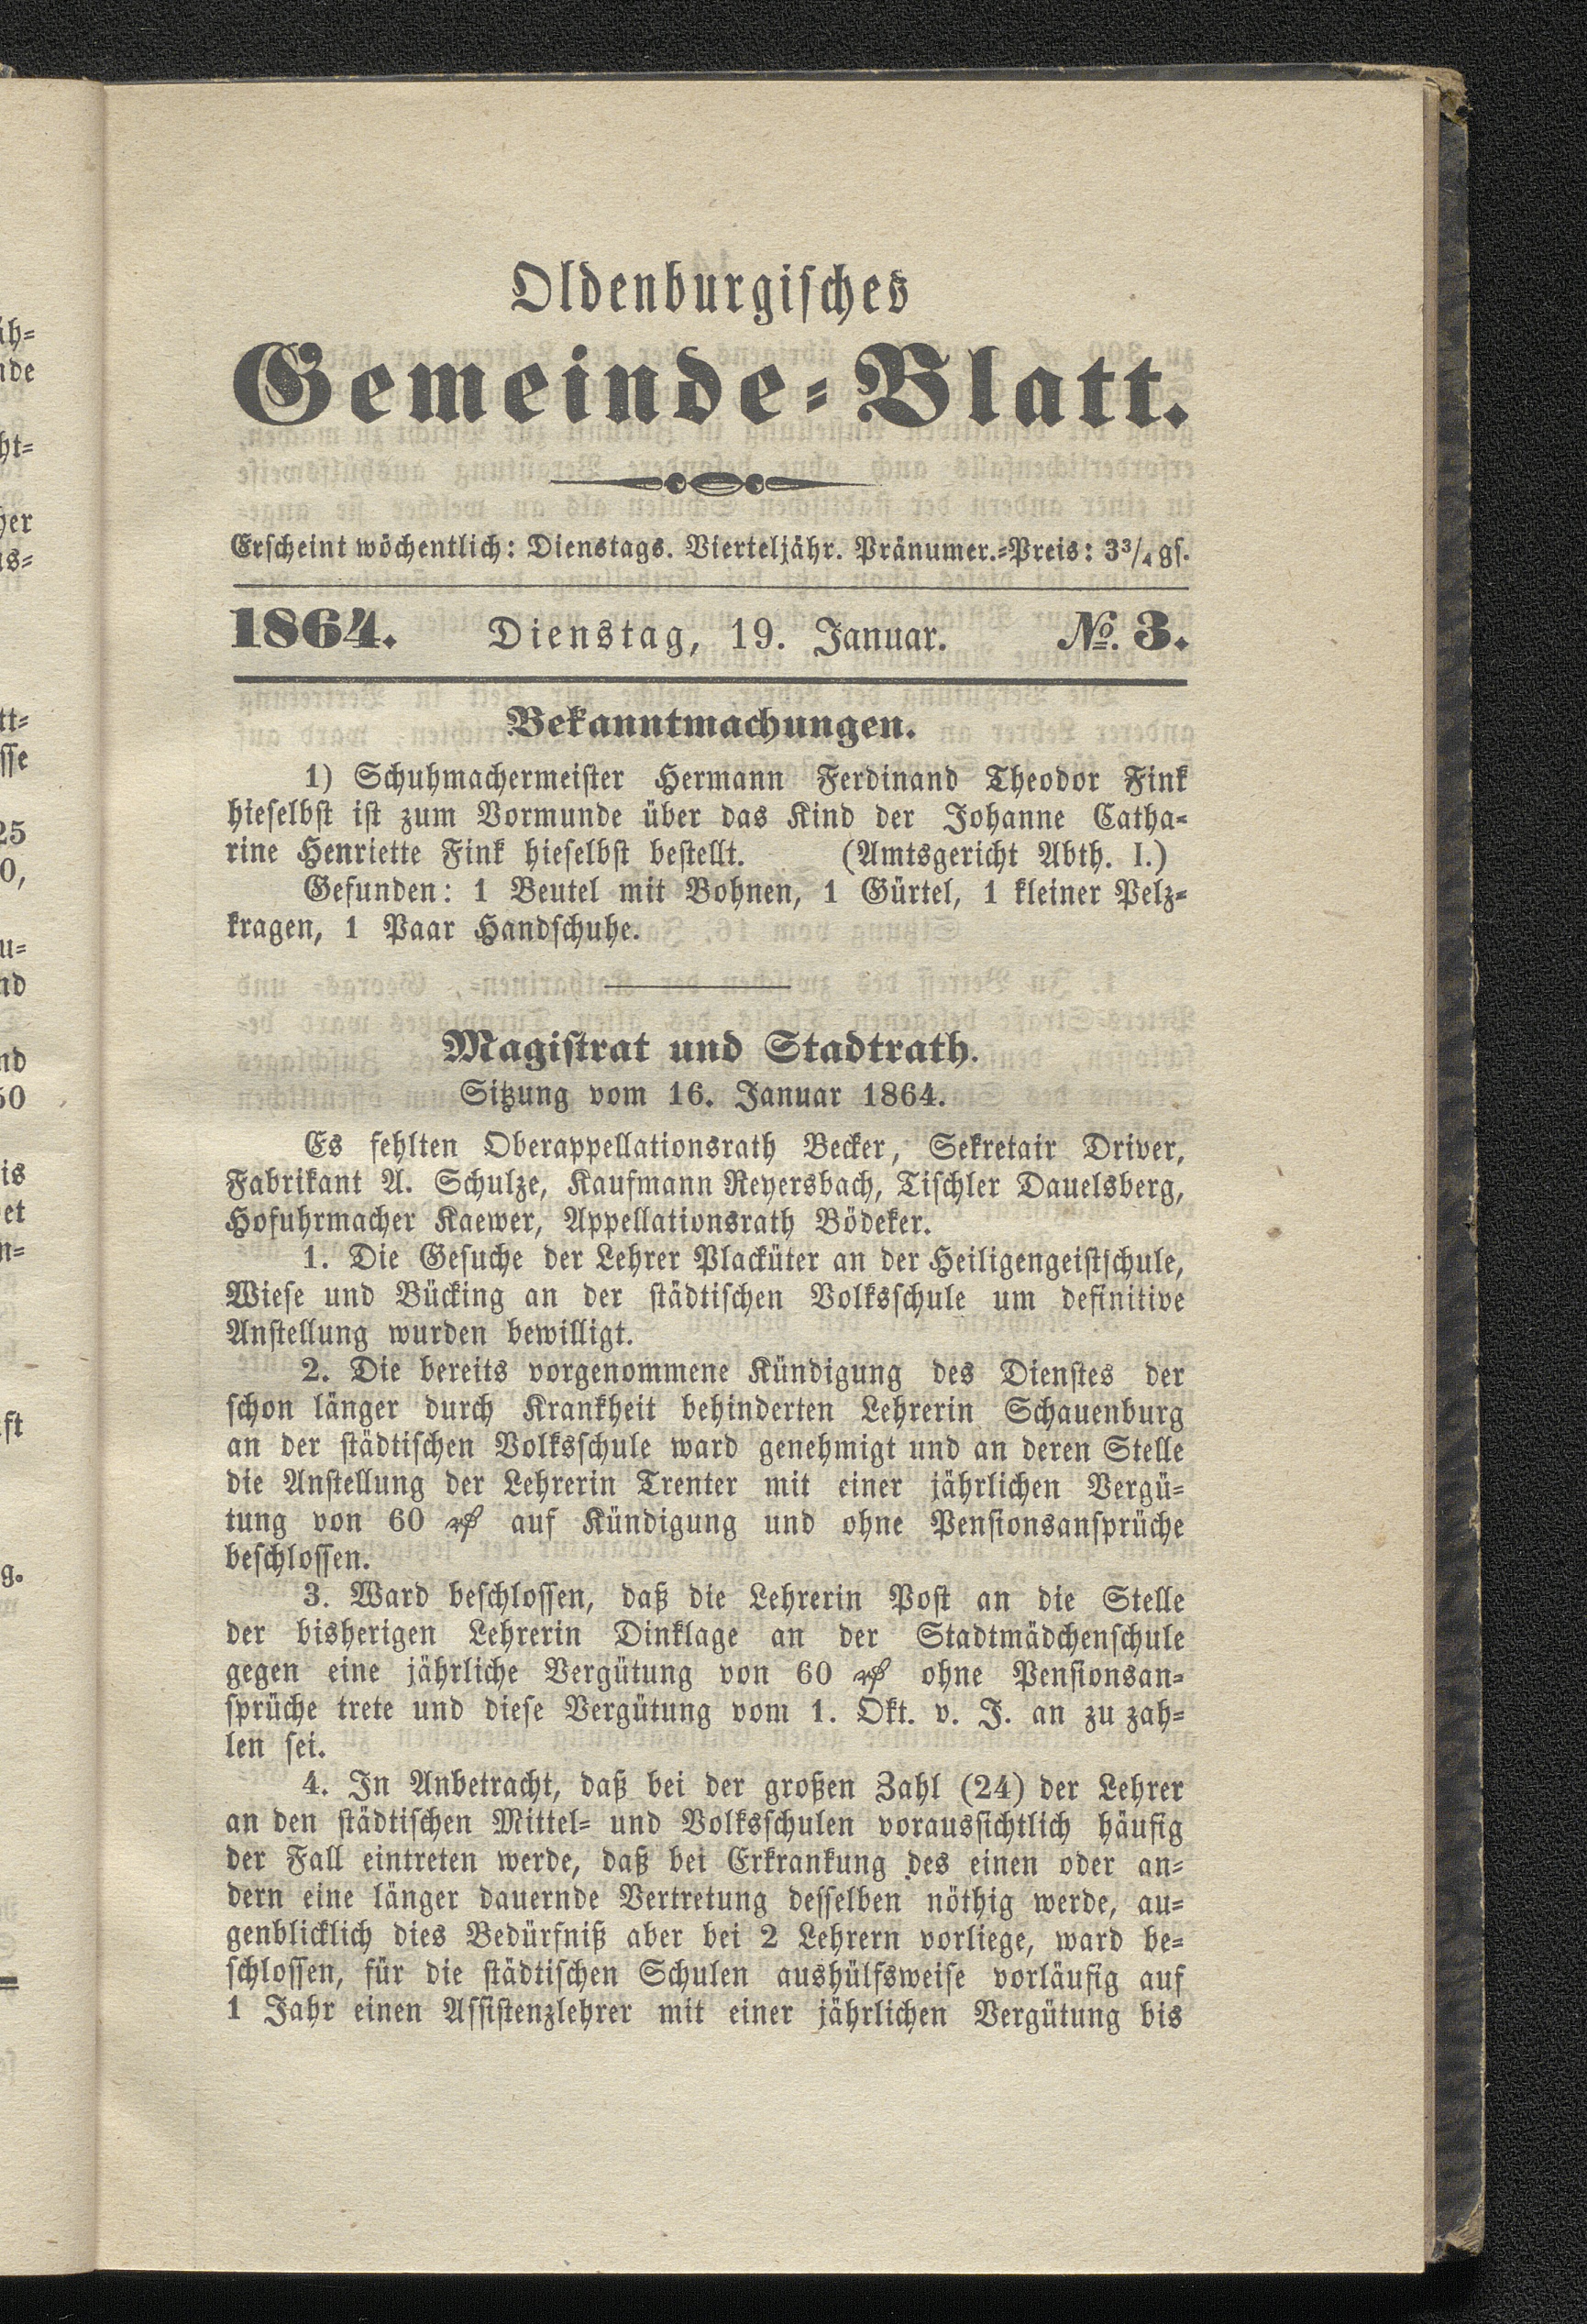 Oldenburgisches
Gemeinde-Blatt.
Erscheint wöchentlich: Dienstags. Vierteljähr. Pränumer.-Preis: 3¾ gs.
1864. Dienstag, 19. Januar. No. 3.
Bekanntmachungen.
1) Schuhmachermeister Hermann Ferdinand Theodor Fink
hieselbst ist zum Vormunde über das Kind der Johanne Catha-
rine Henriette Fink hieselbst bestellt. (Amtsgericht Abth. I.)
Gefunden: 1 Beutel mit Bohnen, 1 Gürtel, 1 kleiner Pelz-
kragen, 1 Paar Handschuhe.
Magistrat und Stadtrath.
Sitzung vom 16. Januar 1864.
Es fehlten Oberappellationsrath Becker, Sekretair Driver,
Fabrikant A. Schulze, Kaufmann Reyersbach, Tischler Dauelsberg,
Hofuhrmacher Kaewer, Appellationsrath Bödeker.
1. Die Gesuche der Lehrer Placküter an der Heiligengeistschule,
Wiese und Bücking an der städtischen Volksschule um definitive
Anstellung wurden bewilligt.
2. Die bereits vorgenommene Kündigung des Dienstes der
schon länger durch Krankheit behinderten Lehrerin Schauenburg
an der städtischen Volksschule ward genehmigt und an deren Stelle
die Anstellung der Lehrerin Trenter mit einer jährlichen Vergü-
tung von 60 ₰ auf Kündigung und ohne Pensionsansprüche
beschlossen.
3. Ward beschlossen, daß die Lehrerin Post an die Stelle
der bisherigen Lehrerin Dinklage an der Stadtmädchenschule
gegen eine jährliche Vergütung von 60 ₰ ohne Pensionsan-
sprüche trete und diese Vergütung vom 1. Okt. v. J. an zu zah-
len sei.
4. In Anbetracht, daß bei der großen Zahl (24) der Lehrer
an den städtischen Mittel- und Volksschulen voraussichtlich häufig
der Fall eintreten werde, daß bei Erkrankung des einen oder an-
dern eine länger dauernde Vertretung desselben nöthig werde, au-
genblicklich dies Bedürfniß aber bei 2 Lehrern vorliege, ward be-
schlossen, für die städtischen Schulen aushülfsweise vorläufig auf
1 Jahr einen Assistenzlehrer mit einer jährlichen Vergütung bis